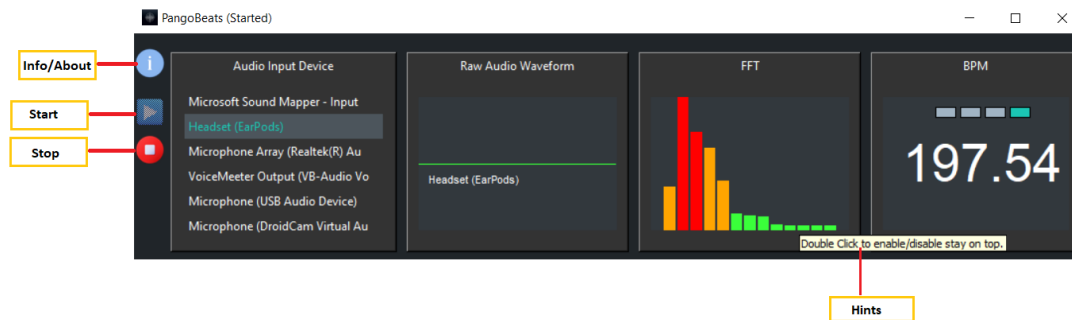 PangoBeats (Started)
Info/About
Start
Stop
Audio Input Device
Microsoft Sound Mapper - Input
Headset (EarPods)
Microphone Array (Realtek(R) Au
VoiceMeeter Output (VB-Audio Vo
Microphone (USB Audio Device)
Microphone (DroidCam Virtual Au
Raw Audio Waveform
Headset (EarPods)
FFT
BPM
197.54
Double Click to enable/disable stay on top.
Hints